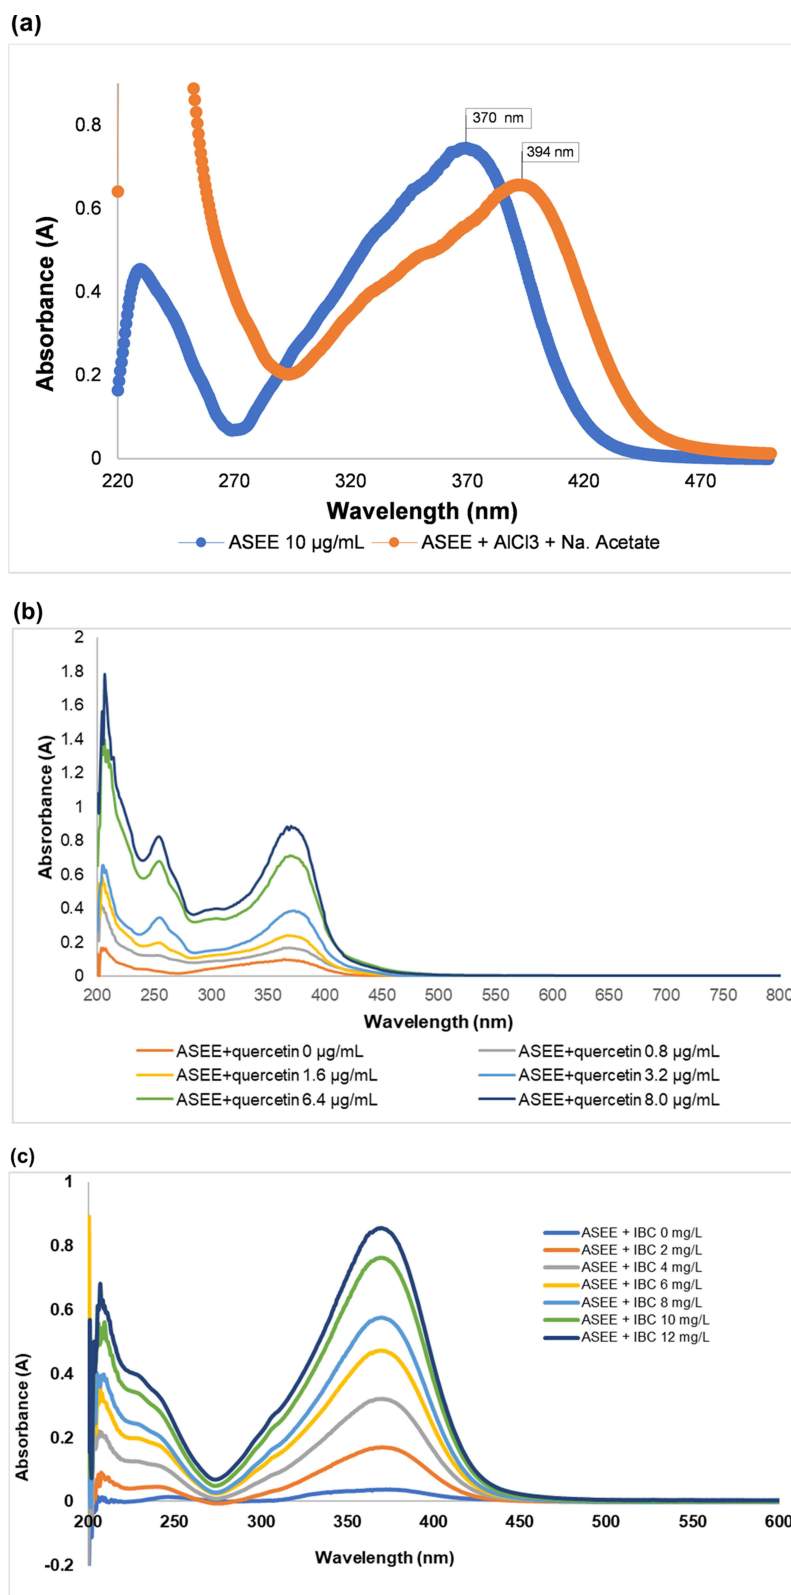 (a)
370 nm
394 nm
0.8
0.6
0.4
0.2
0
Absorbance (A)
220 270 320 370 420 470
Wavelength (nm)
ASEE 10 µg/mL ASEE + AlCl3 + Na. Acetate
(b)
2
1.8
1.6
1.4
1.2
1
0.8
0.6
0.4
0.2
0
Absrorbance (A)
200 250 300 350 400 450 500 550 600 650 700 750 800
Wavelength (nm)
ASEE+quercetin 0 µg/mL ASEE+quercetin 0.8 µg/mL
ASEE+quercetin 1.6 µg/mL ASEE+quercetin 3.2 µg/mL
ASEE+quercetin 6.4 µg/mL ASEE+quercetin 8.0 µg/mL
(c)
1
0.8
0.6
0.4
0.2
0
-0.2
Absorbance (A)
ASEE + IBC 0 mg/L
ASEE + IBC 2 mg/L
ASEE + IBC 4 mg/L
ASEE + IBC 6 mg/L
ASEE + IBC 8 mg/L
ASEE + IBC 10 mg/L
ASEE + IBC 12 mg/L
200 250 300 350 400 450 500 550 600
Wavelength (nm)